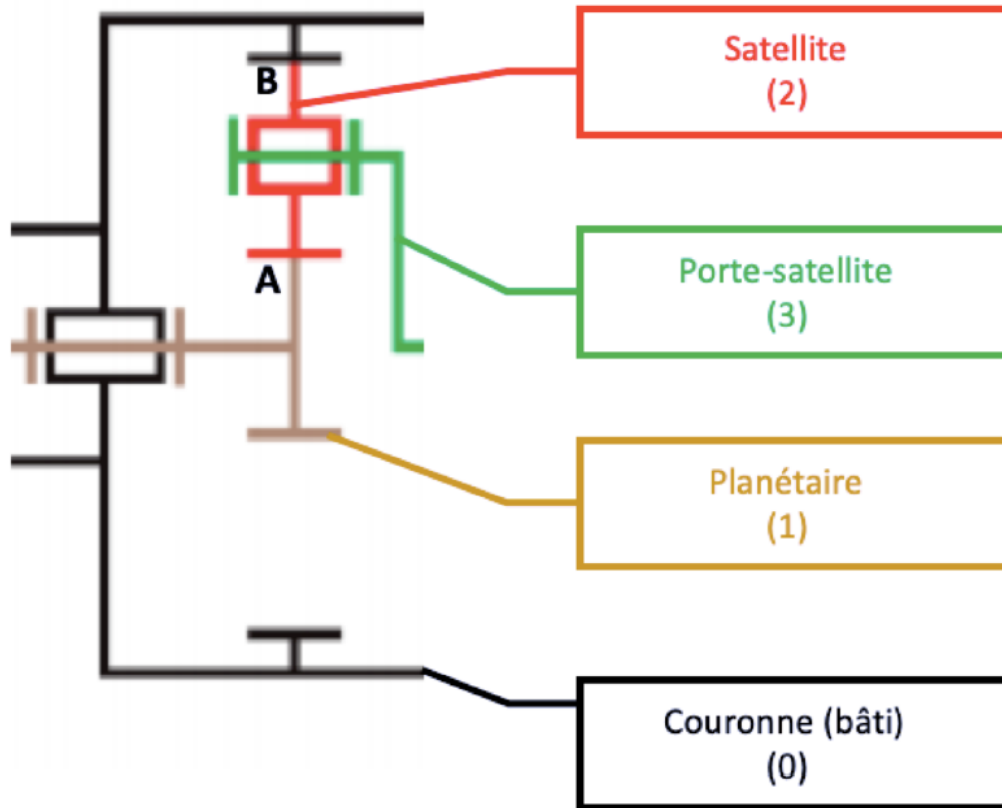 B
Satellite
(2)
A
Porte-satellite
(3)
Planétaire
(1)
Couronne (bâti)
(0)